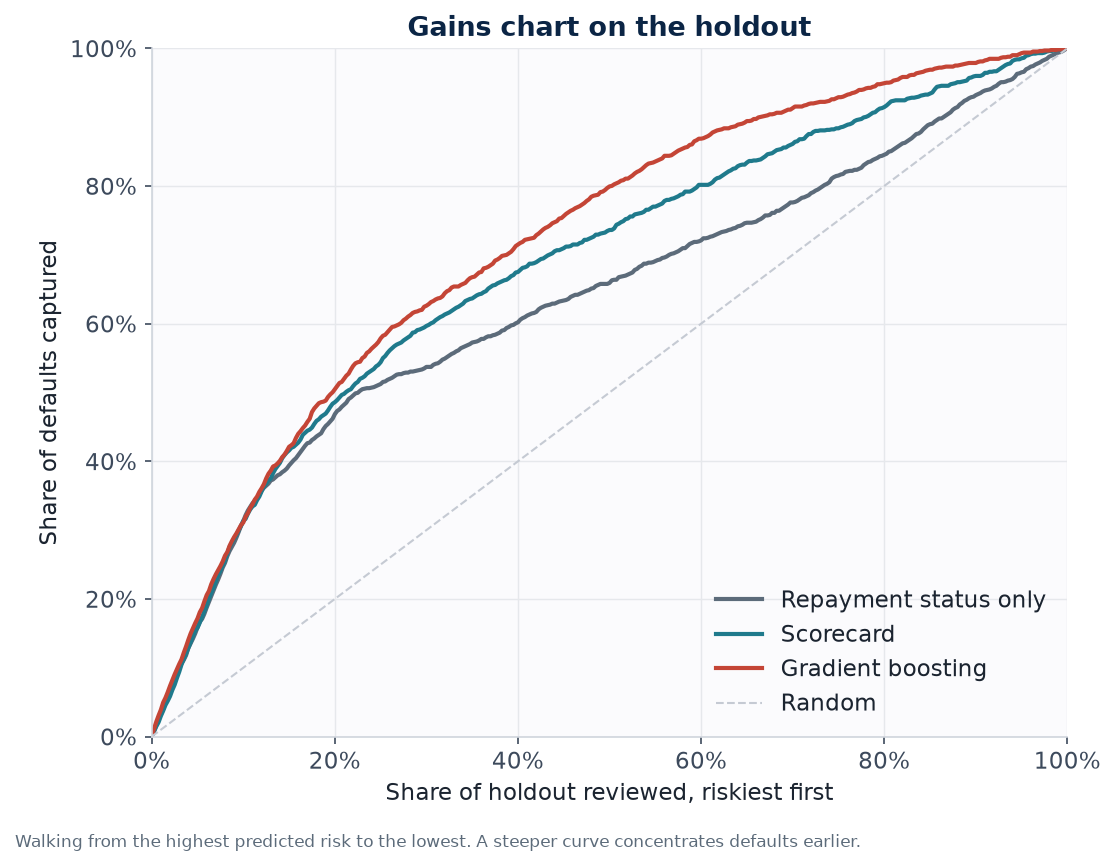 Gains chart on the holdout
100%
80%
60%
40%
20%
0%
Share of defaults captured
Repayment status only
Scorecard
Gradient boosting
Random
0%
20%
40%
60%
80%
100%
Share of holdout reviewed, riskiest first
Walking from the highest predicted risk to the lowest. A steeper curve concentrates defaults earlier.